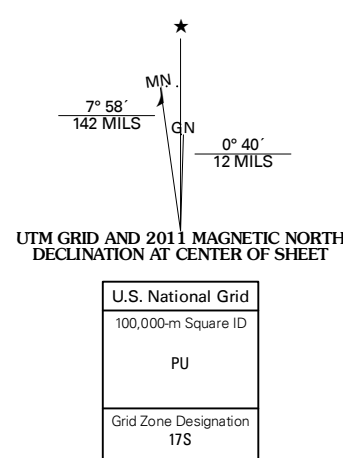 ★
MN
7° 58´
142 MILS
GN
0° 40´
12 MILS
UTM GRID AND 2011 MAGNETIC NORTH
DECLINATION AT CENTER OF SHEET
U.S. National Grid
100,000-m Square ID
PU
Grid Zone Designation
17S